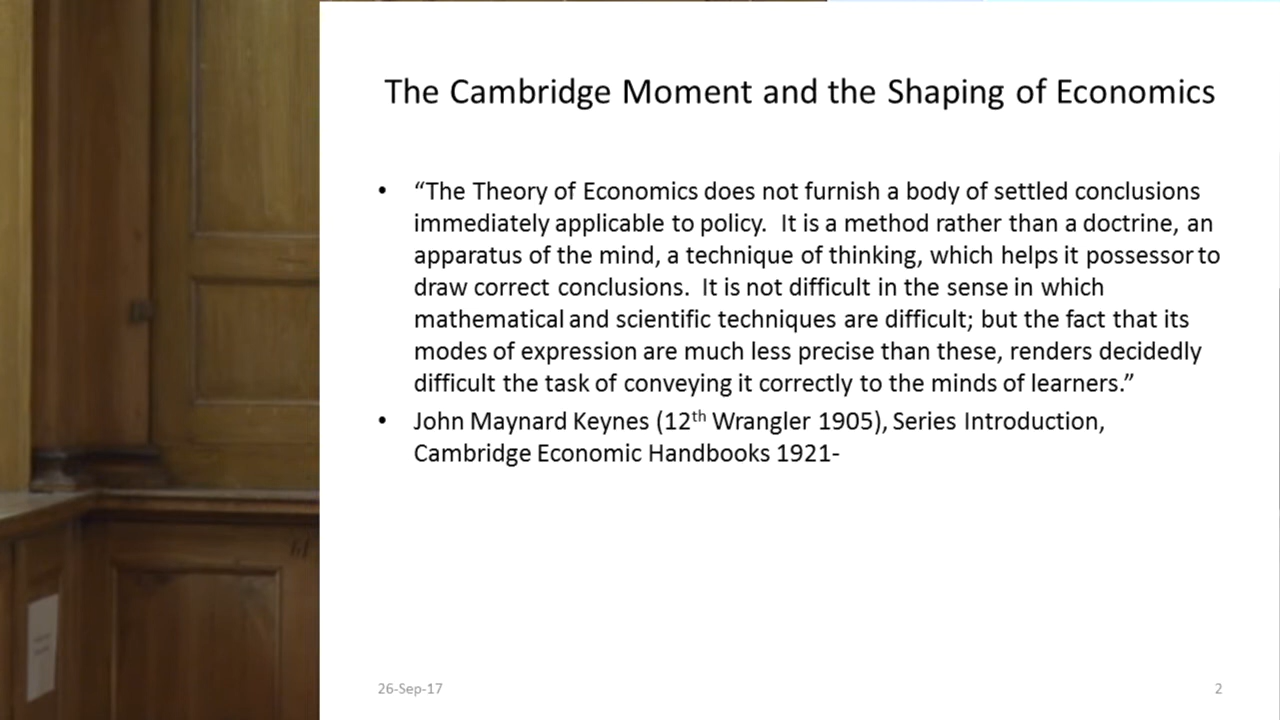 The Cambridge Moment and the Shaping of Economics
• “The Theory of Economics does not furnish a body of settled conclusions
immediately applicable to policy.  It is a method rather than a doctrine, an
apparatus of the mind, a technique of thinking, which helps it possessor to
draw correct conclusions.  It is not difficult in the sense in which
mathematical and scientific techniques are difficult; but the fact that its
modes of expression are much less precise than these, renders decidedly
difficult the task of conveying it correctly to the minds of learners.”
• John Maynard Keynes (12th Wrangler 1905), Series Introduction,
Cambridge Economic Handbooks 1921-
26-Sep-17
2